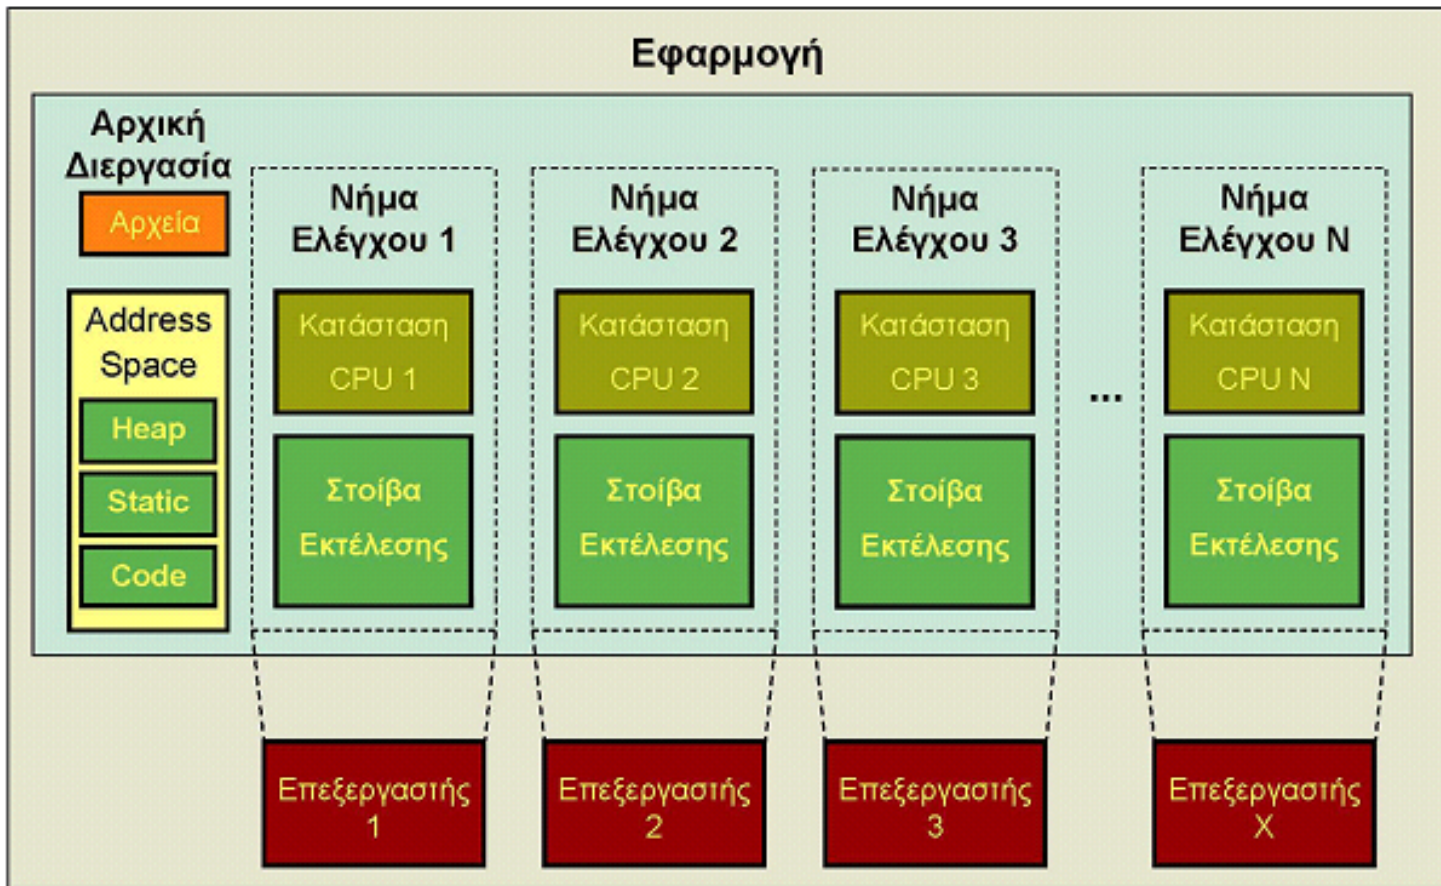 Εφαρμογή
Αρχική
Διεργασία
Αρχεία
Address
Space
Heap
Static
Code
Νήμα
Ελέγχου 1
Κατάσταση
CPU 1
Στοίβα
Εκτέλεσης
Νήμα
Ελέγχου 2
Κατάσταση
CPU 2
Στοίβα
Εκτέλεσης
Νήμα
Ελέγχου 3
Κατάσταση
CPU 3
Στοίβα
Εκτέλεσης
...
Νήμα
Ελέγχου N
Κατάσταση
CPU N
Στοίβα
Εκτέλεσης
Επεξεργαστής
1
Επεξεργαστής
2
Επεξεργαστής
3
Επεξεργαστής
X